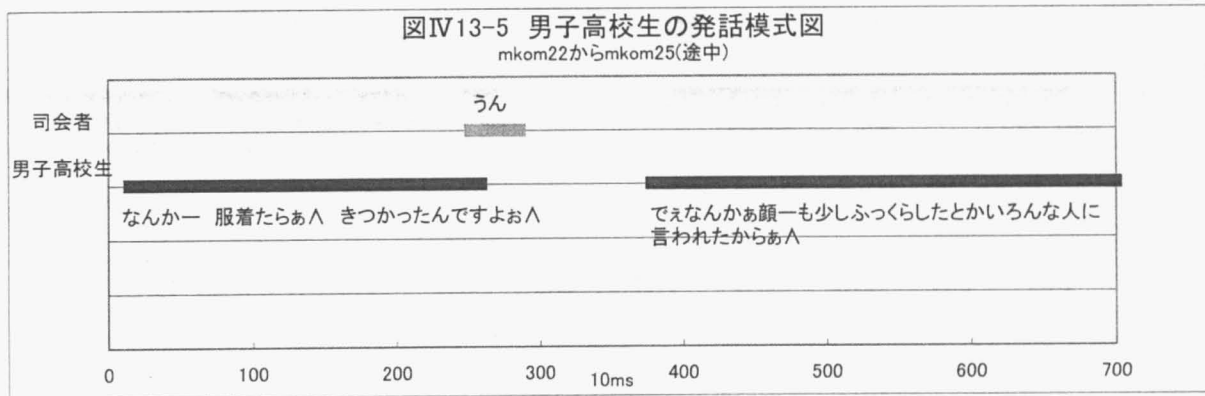 図Ⅳ13-5 男子高校生の発話模式図
mkom22からmkom25(途中)
うん
司会者
男子高校生
なんかー 服着たらぁ∧ きつかったんですよぉ∧
でぇなんかぁ顔ーも少しふっくらしたとかいろんな人に
言われたからぁ∧
0 100 200 300 10ms 400 500 600 700